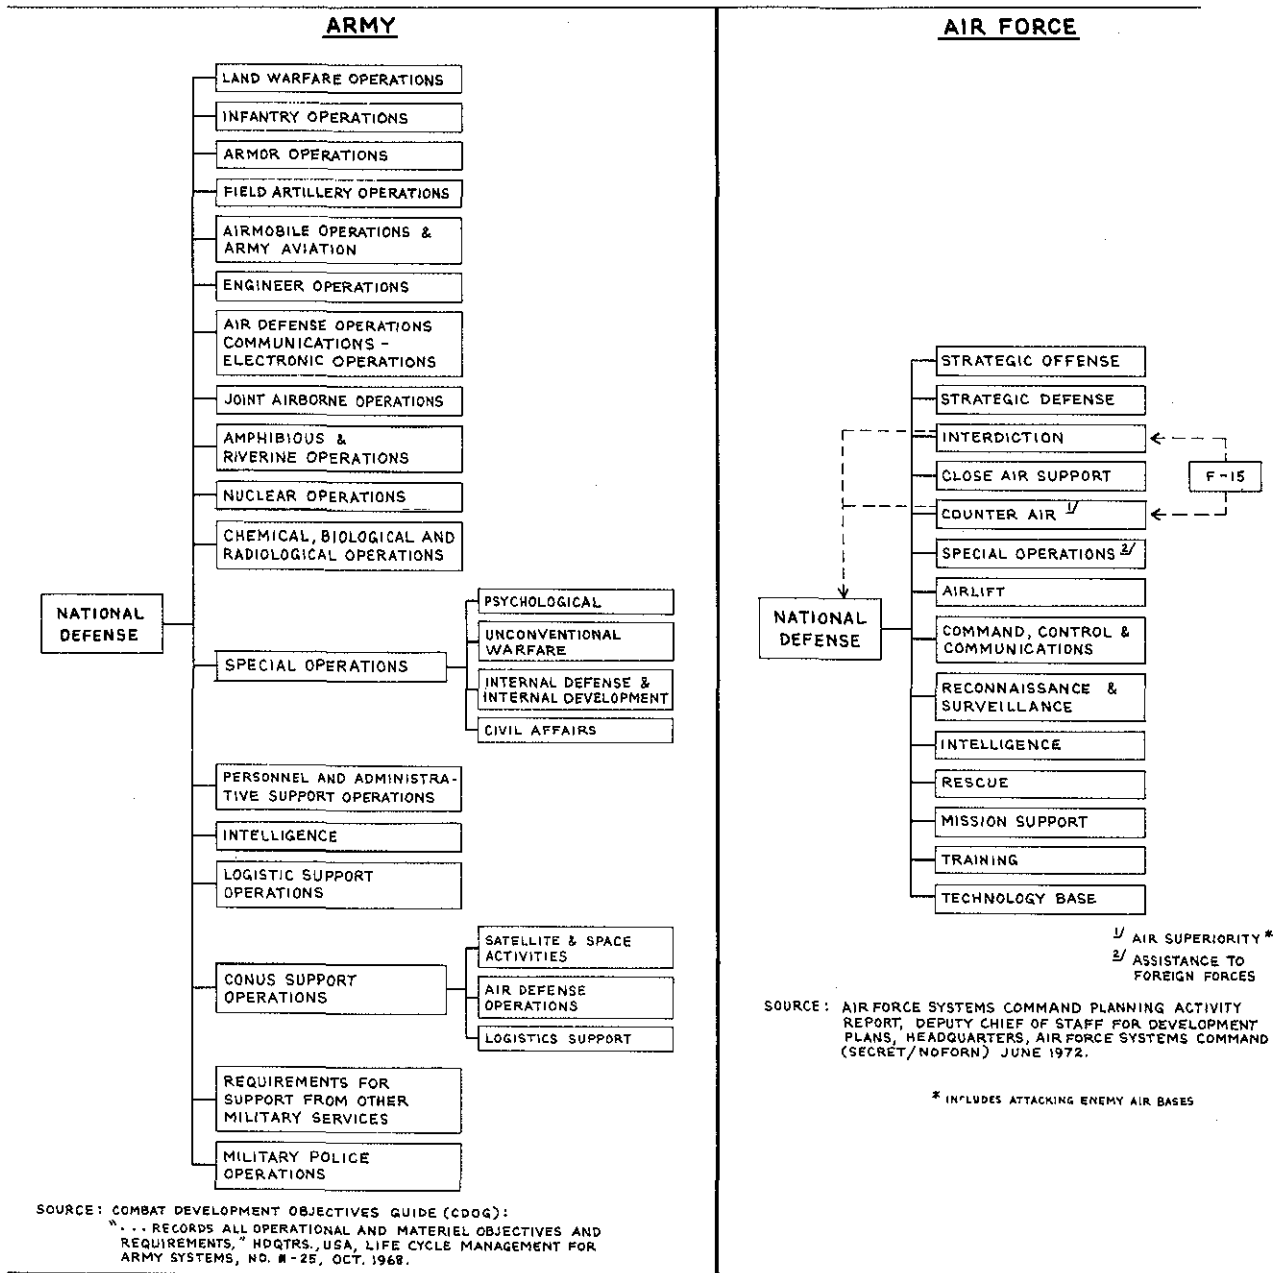 ARMY
LAND WARFARE OPERATIONS
INFANTRY OPERATIONS
ARMOR OPERATIONS
FIELD ARTILLERY OPERATIONS
AIRMOBILE OPERATIONS &
ARMY AVIATION
ENGINEER OPERATIONS
AIR DEFENSE OPERATIONS
COMMUNICATIONS -
ELECTRONIC OPERATIONS
JOINT AIRBORNE OPERATIONS
AMPHIBIOUS &
RIVERINE OPERATIONS
NUCLEAR OPERATIONS
CHEMICAL, BIOLOGICAL AND
RADIOLOGICAL OPERATIONS
NATIONAL
DEFENSE
SPECIAL OPERATIONS
PSYCHOLOGICAL
UNCONVENTIONAL
WARFARE
INTERNAL DEFENSE &
INTERNAL DEVELOPMENT
CIVIL AFFAIRS
PERSONNEL AND ADMINISTRA-
TIVE SUPPORT OPERATIONS
INTELLIGENCE
LOGISTIC SUPPORT
OPERATIONS
CONUS SUPPORT
OPERATIONS
SATELLITE & SPACE
ACTIVITIES
AIR DEFENSE
OPERATIONS
LOGISTICS SUPPORT
REQUIREMENTS FOR
SUPPORT FROM OTHER
MILITARY SERVICES
MILITARY POLICE
OPERATIONS
SOURCE: COMBAT DEVELOPMENT OBJECTIVES GUIDE (CDOG):
"... RECORDS ALL OPERATIONAL AND MATERIEL OBJECTIVES AND
REQUIREMENTS," HDQTRS., USA, LIFE CYCLE MANAGEMENT FOR
ARMY SYSTEMS, NO. -25, OCT. 1968.
AIR FORCE
STRATEGIC OFFENSE
STRATEGIC DEFENSE
INTERDICTION
CLOSE AIR SUPPORT
F-15
COUNTER AIR 1/
SPECIAL OPERATIONS 2/
AIRLIFT
NATIONAL
DEFENSE
COMMAND, CONTROL &
COMMUNICATIONS
RECONNAISSANCE &
SURVEILLANCE
INTELLIGENCE
RESCUE
MISSION SUPPORT
TRAINING
TECHNOLOGY BASE
1/ AIR SUPERIORITY *
2/ ASSISTANCE TO
FOREIGN FORCES
SOURCE: AIR FORCE SYSTEMS COMMAND PLANNING ACTIVITY
REPORT, DEPUTY CHIEF OF STAFF FOR DEVELOPMENT
PLANS, HEADQUARTERS, AIR FORCE SYSTEMS COMMAND
(SECRET/NOFORN) JUNE 1972.
* INCLUDES ATTACKING ENEMY AIR BASES